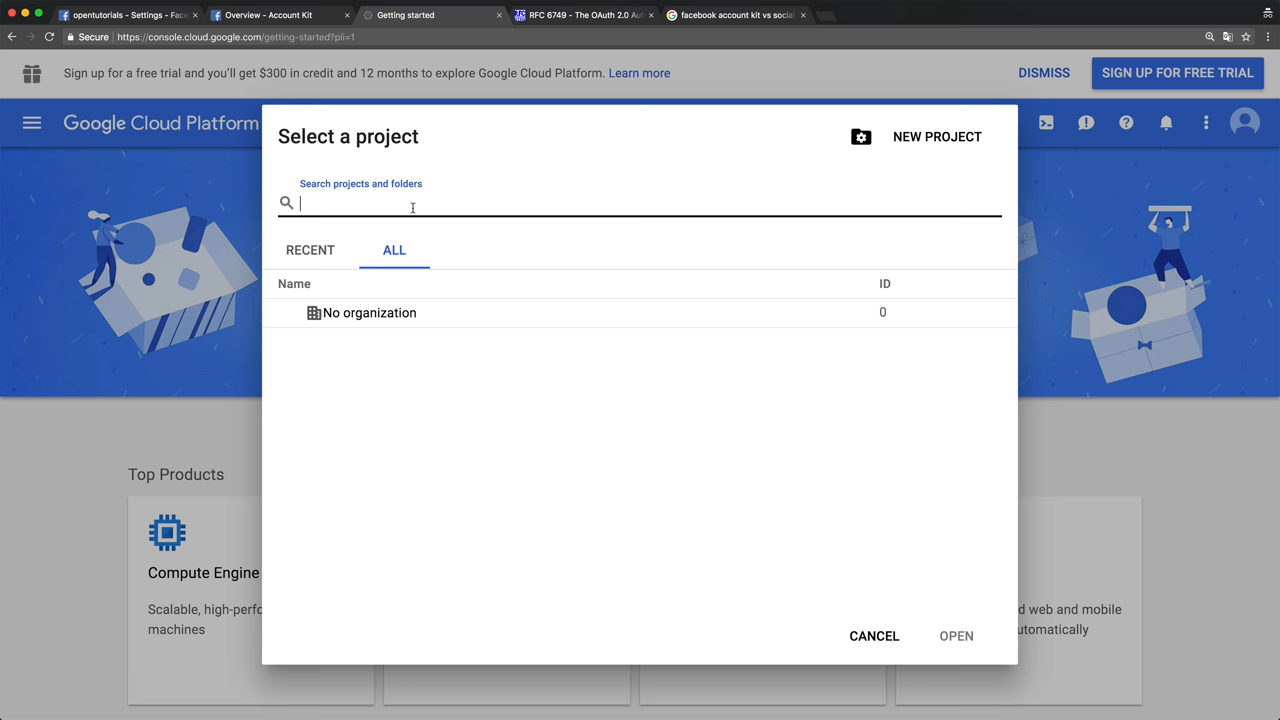 opentutorials - Settings - Face
Overview - Account Kit
Getting started
RFC 6749 - The OAuth 2.0 Aut
facebook account kit vs social
Secure
https://console.cloud.google.com/getting-started?pli=1
Sign up for a free trial and you'll get $300 in credit and 12 months to explore Google Cloud Platform. Learn more
DISMISS
SIGN UP FOR FREE TRIAL
Google Cloud Platform
Select a project
NEW PROJECT
Search projects and folders
RECENT
ALL
Name
ID
No organization
0
Top Products
Compute Engine
Scalable, high-perfo
machines
d web and mobile
utomatically
CANCEL
OPEN